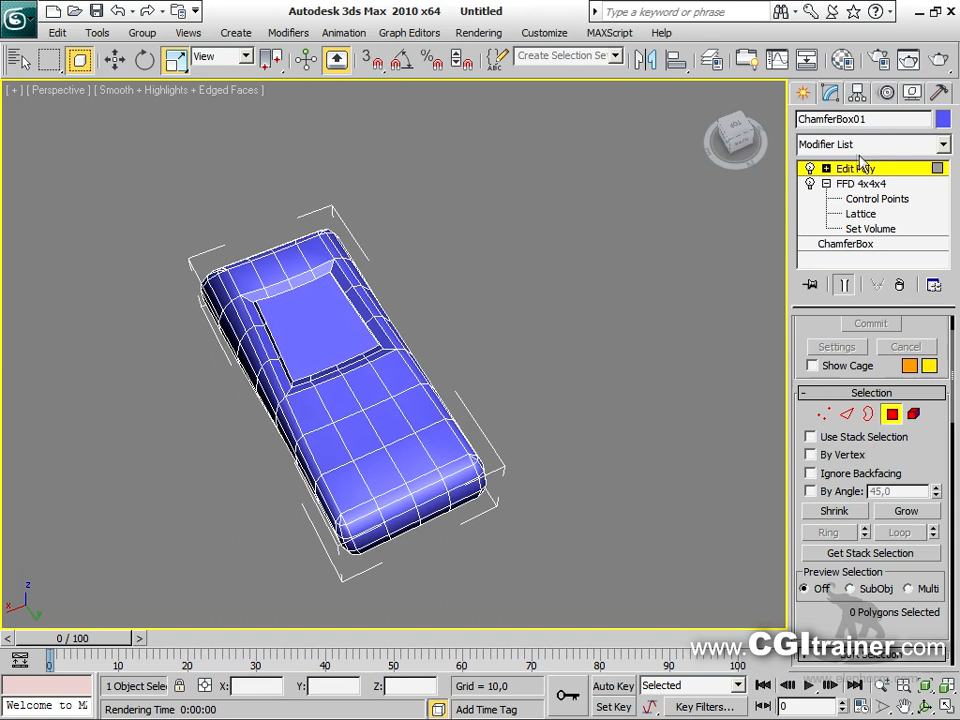 Autodesk 3ds Max 2010 x64 Untitled
Type a keyword or phrase
Edit Tools Group Views Create Modifiers Animation Graph Editors Rendering Customize MAXScript Help
View 3 Create Selection Se
[ + ] [ Perspective ] [ Smooth + Highlights + Edged Faces ]
ChamferBox01
Modifier List
Edit Poly
FFD 4x4x4
Control Points
Lattice
Set Volume
ChamferBox
Commit
Settings Cancel
Show Cage
- Selection
Use Stack Selection
By Vertex
Ignore Backfacing
By Angle: 45,0
Shrink Grow
Ring Loop
Get Stack Selection
Preview Selection
Off SubObj Multi
0 Polygons Selected
www.CGItrainer.com
z
x y
< 0 / 100 >
0 10 20 30 40 50 60 70 80 90 100
1 Object Selec X: Y: Z: Grid = 10,0 Auto Key Selected
Welcome to M
Rendering Time 0:00:00 Add Time Tag Set Key Key Filters... 0